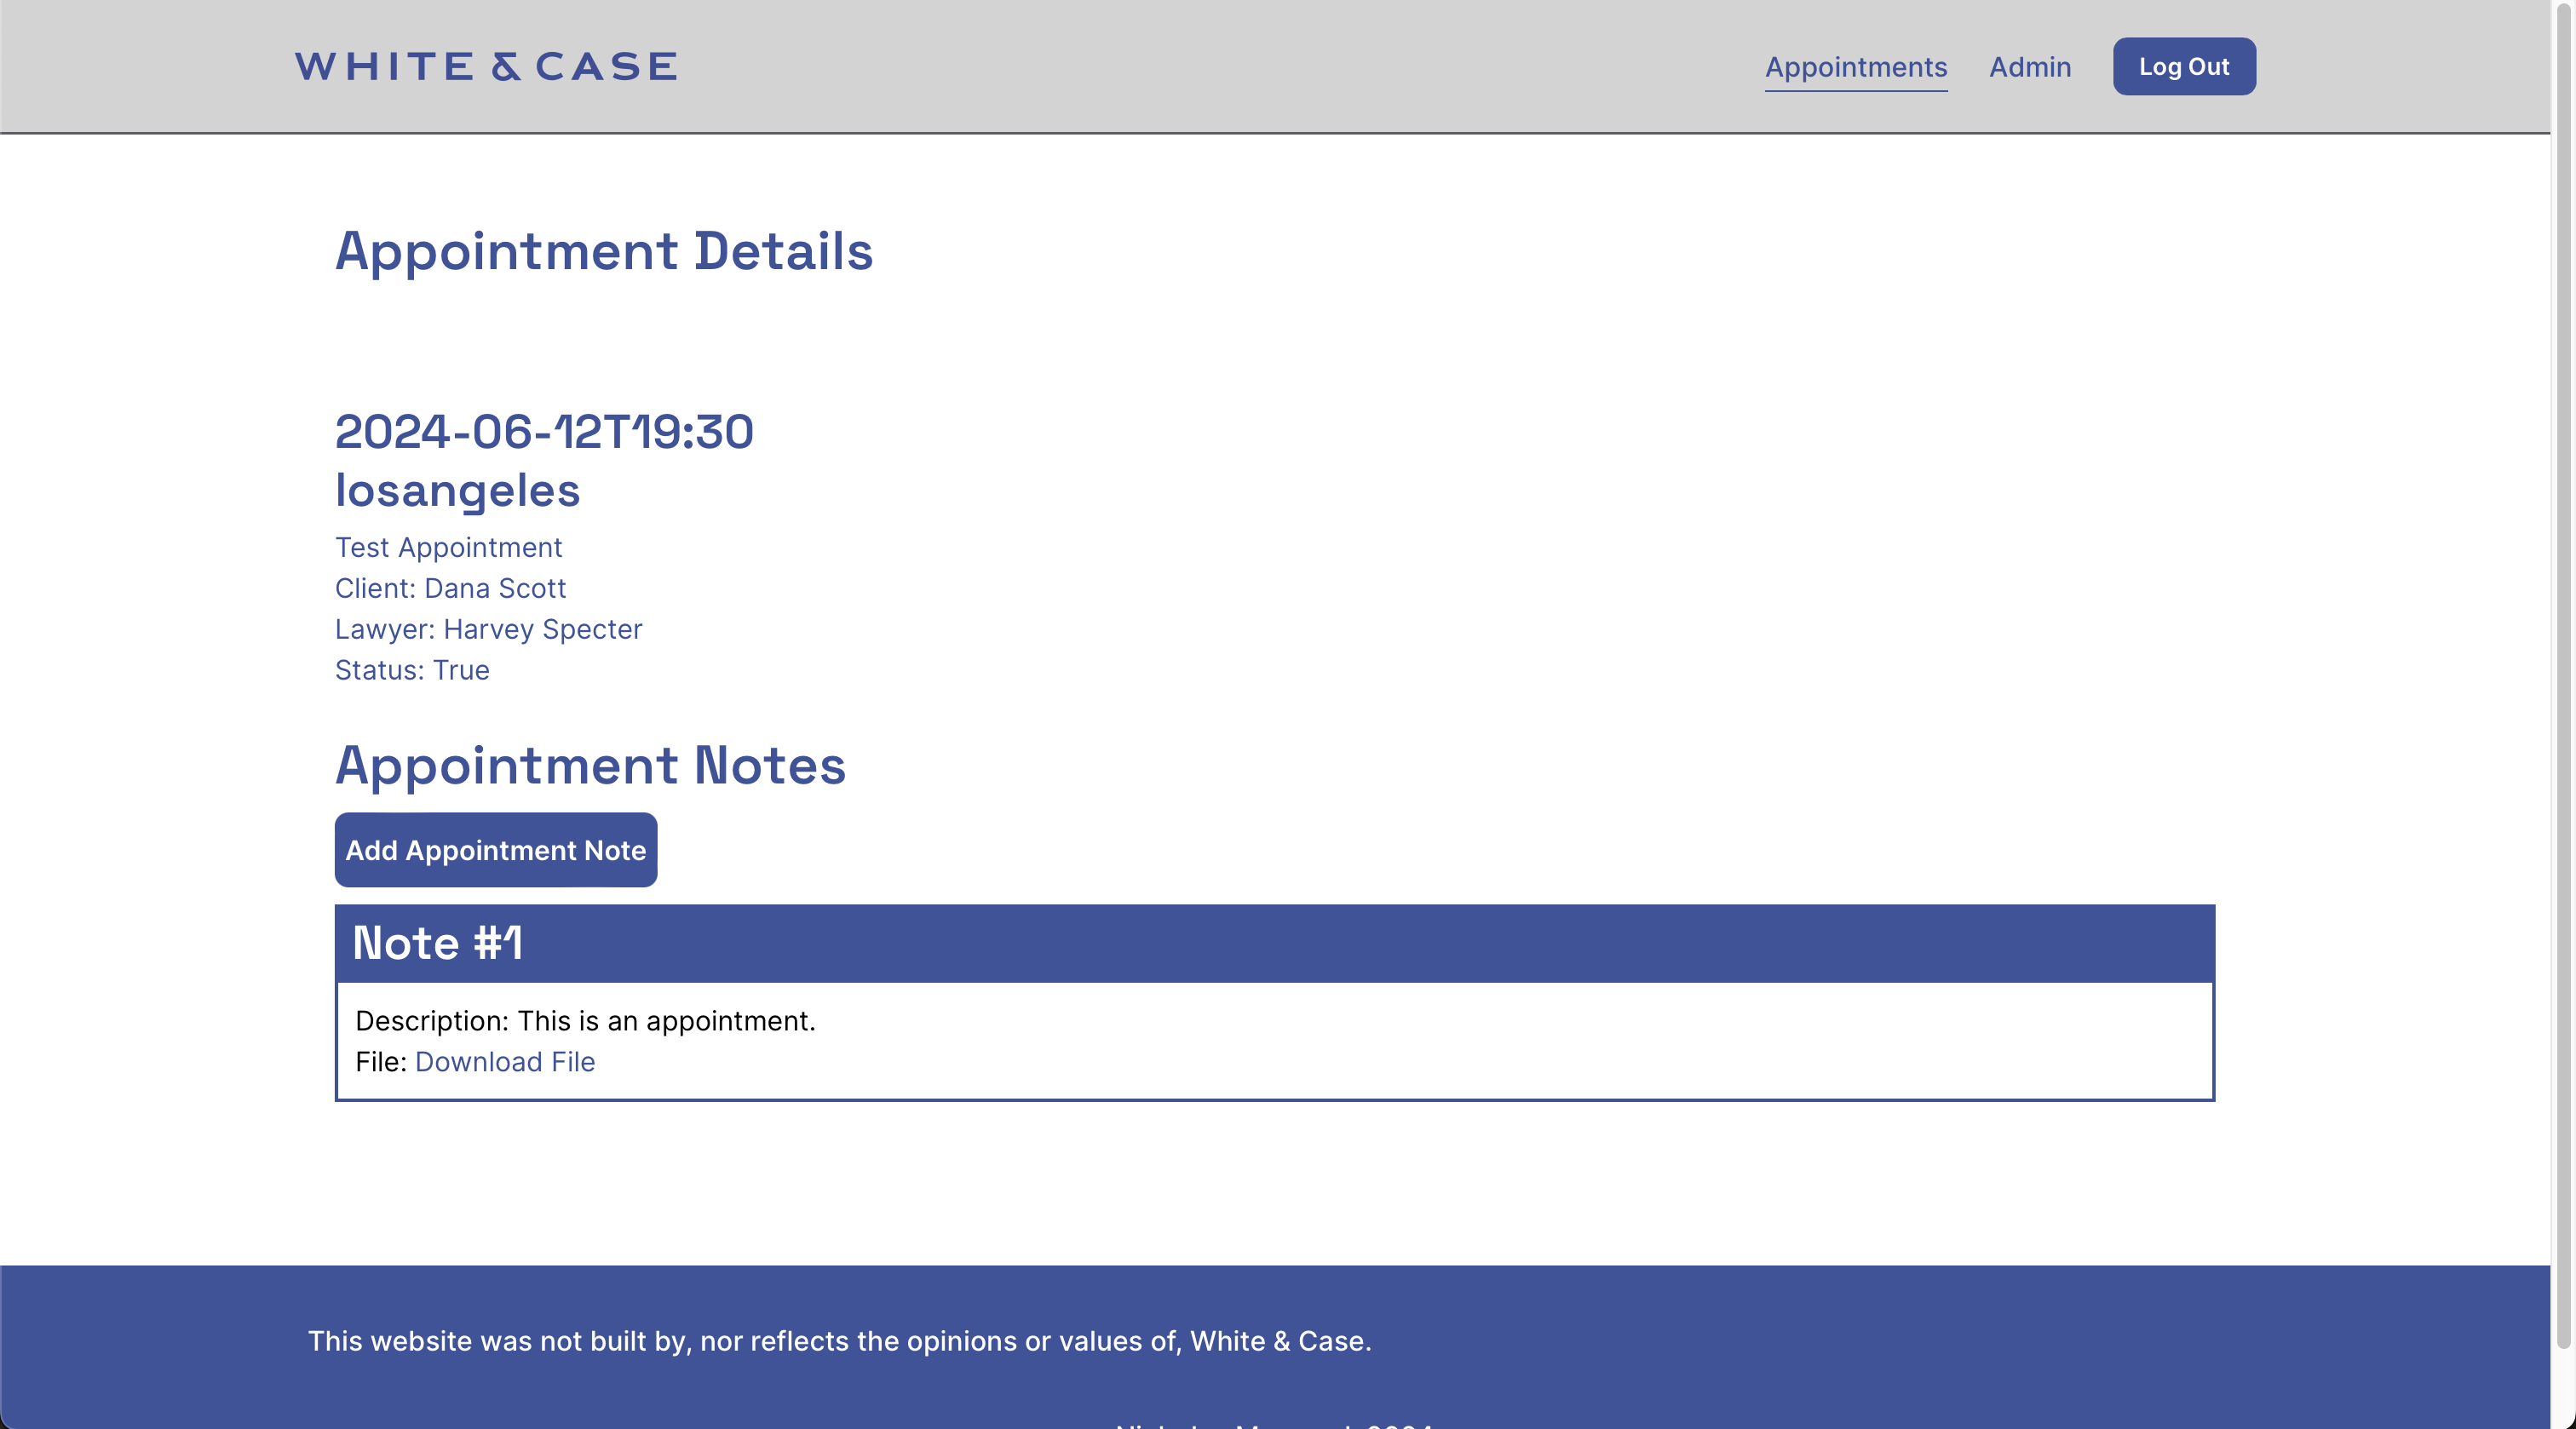 WHITE & CASE
Appointments Admin Log Out
Appointment Details
2024-06-12T19:30
losangeles
Test Appointment
Client: Dana Scott
Lawyer: Harvey Specter
Status: True
Appointment Notes
Add Appointment Note
Note #1
Description: This is an appointment.
File: Download File
This website was not built by, nor reflects the opinions or values of, White & Case.